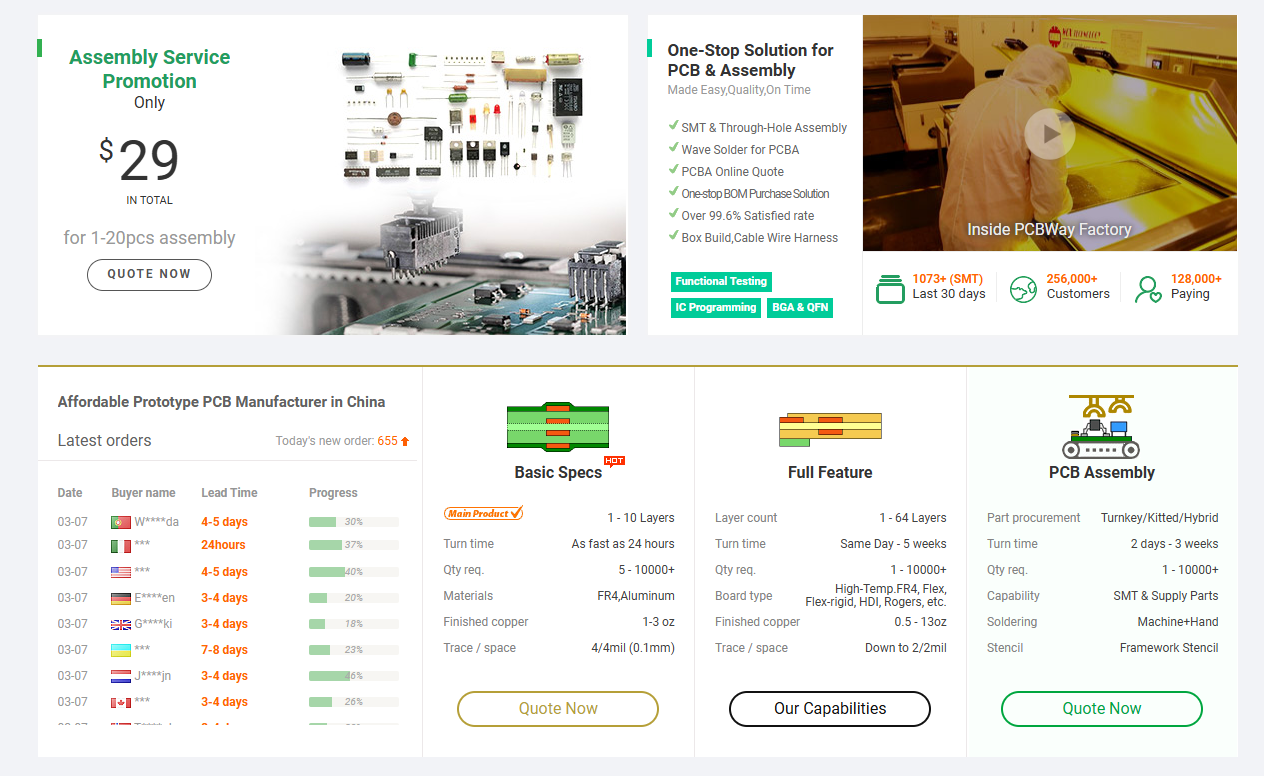 Assembly Service
Promotion
Only
$29
IN TOTAL
for 1-20pcs assembly
QUOTE NOW
One-Stop Solution for
PCB & Assembly
Made Easy,Quality,On Time
SMT & Through-Hole Assembly
Wave Solder for PCBA
PCBA Online Quote
One-stop BOM Purchase Solution
Over 99.6% Satisfied rate
Box Build,Cable Wire Harness
Functional Testing
IC Programming BGA & QFN
Inside PCBWay Factory
1073+ (SMT)
Last 30 days
256,000+
Customers
128,000+
Paying
Affordable Prototype PCB Manufacturer in China
Latest orders Today's new order: 655
Date Buyer name Lead Time Progress
03-07 W****da 4-5 days 30%
03-07 *** 24hours 37%
03-07 *** 4-5 days 40%
03-07 E****en 3-4 days 20%
03-07 G****ki 3-4 days 18%
03-07 *** 7-8 days 23%
03-07 J****jn 3-4 days 46%
03-07 *** 3-4 days 26%
HOT
Basic Specs
Main Product 1 - 10 Layers
Turn time As fast as 24 hours
Qty req. 5 - 10000+
Materials FR4,Aluminum
Finished copper 1-3 oz
Trace / space 4/4mil (0.1mm)
Quote Now
Full Feature
Layer count 1 - 64 Layers
Turn time Same Day - 5 weeks
Qty req. 1 - 10000+
Board type High-Temp.FR4, Flex,
Flex-rigid, HDI, Rogers, etc.
Finished copper 0.5 - 13oz
Trace / space Down to 2/2mil
Our Capabilities
PCB Assembly
Part procurement Turnkey/Kitted/Hybrid
Turn time 2 days - 3 weeks
Qty req. 1 - 10000+
Capability SMT & Supply Parts
Soldering Machine+Hand
Stencil Framework Stencil
Quote Now